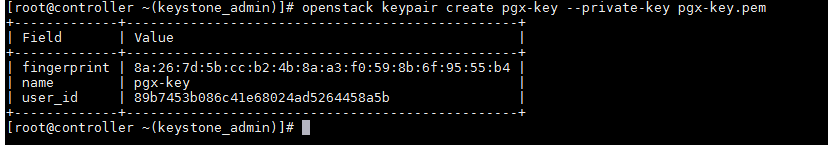 [root@controller ~(keystone_admin)]# openstack keypair create pgx-key --private-key pgx-key.pem
+-------------+-------------------------------------------------+
| Field       | Value                                           |
+-------------+-------------------------------------------------+
| fingerprint | 8a:26:7d:5b:cc:b2:4b:8a:a3:f0:59:8b:6f:95:55:b4 |
| name        | pgx-key                                         |
| user_id     | 89b7453b086c41e68024ad5264458a5b                |
+-------------+-------------------------------------------------+
[root@controller ~(keystone_admin)]#